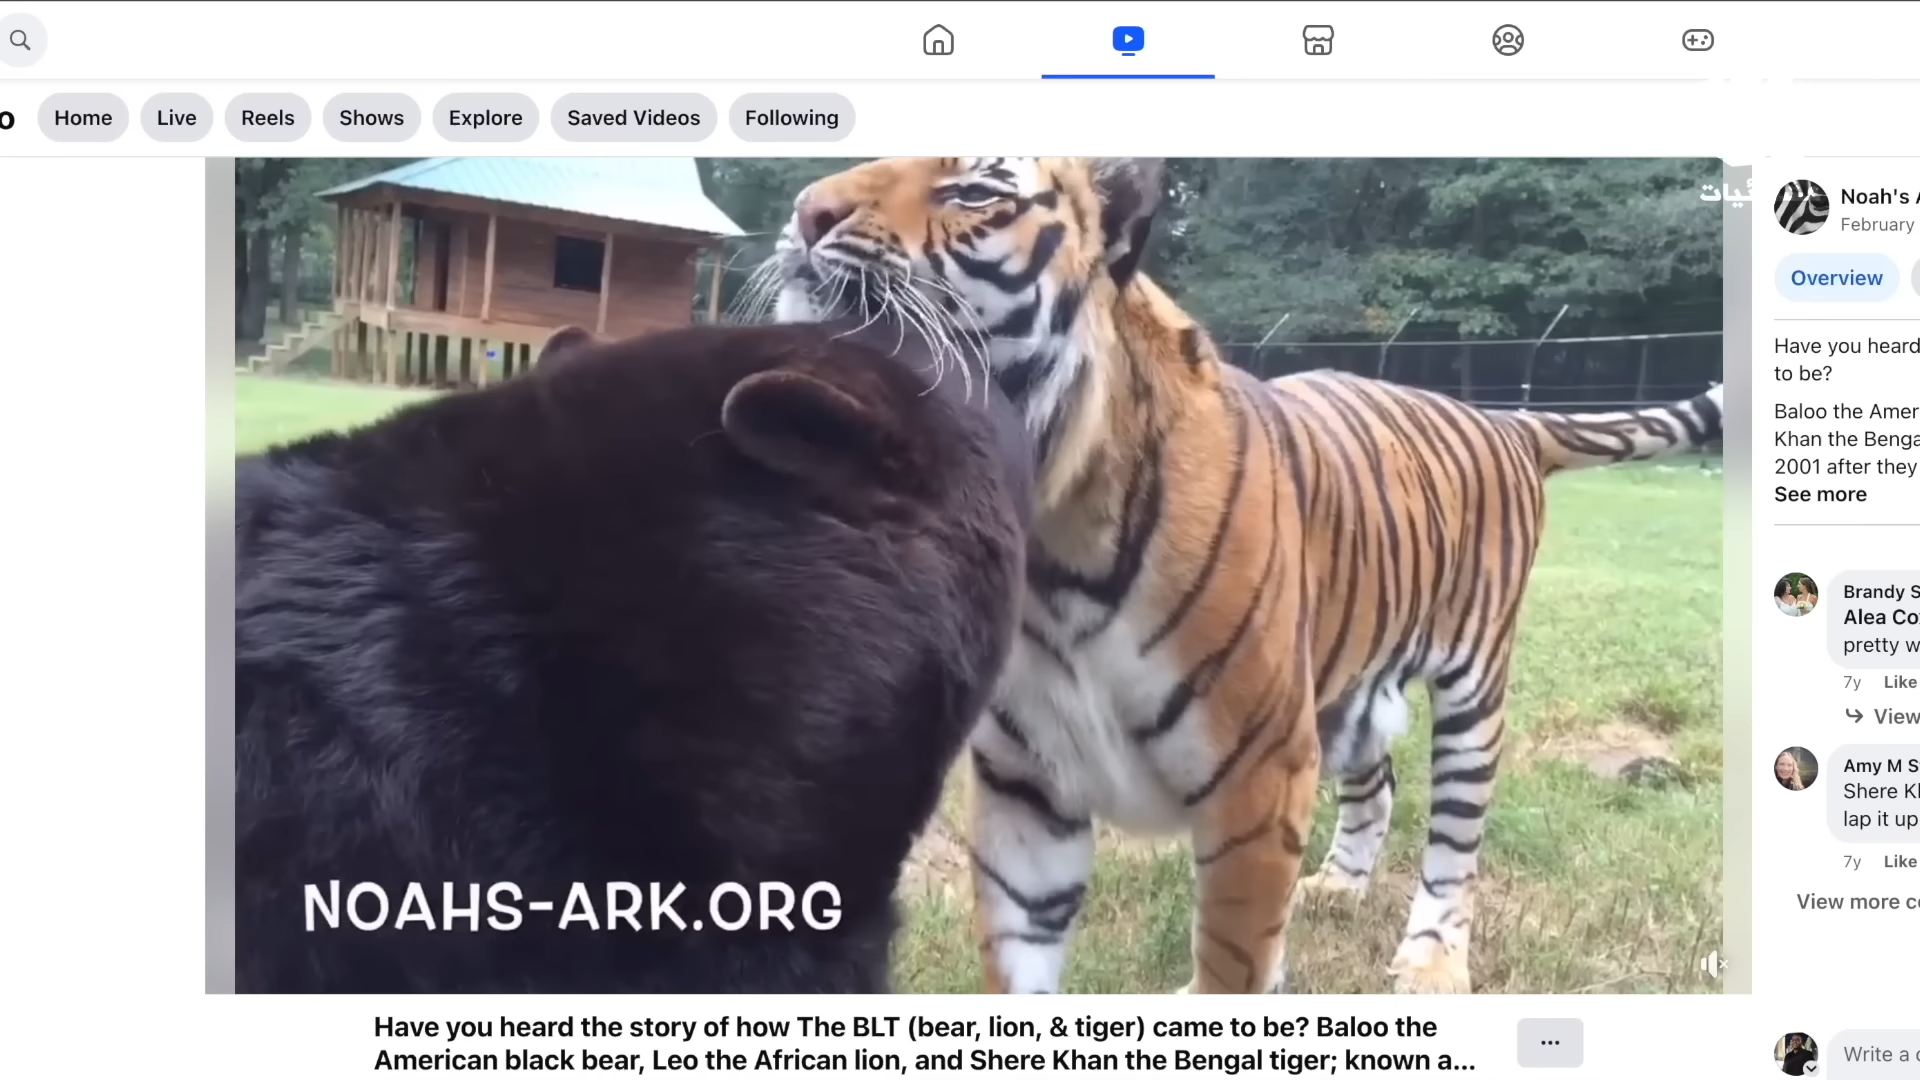 o Home Live Reels Shows Explore Saved Videos Following
NOAHS-ARK.ORG
Have you heard the story of how The BLT (bear, lion, & tiger) came to be? Baloo the
American black bear, Leo the African lion, and Shere Khan the Bengal tiger; known a...
Noah's A
February
Overview
Have you heard
to be?
Baloo the Amer
Khan the Benga
2001 after they
See more
Brandy S
Alea Cox
pretty w
7y Like
View
Amy M S
Shere Kh
lap it up
7y Like
View more co
Write a c